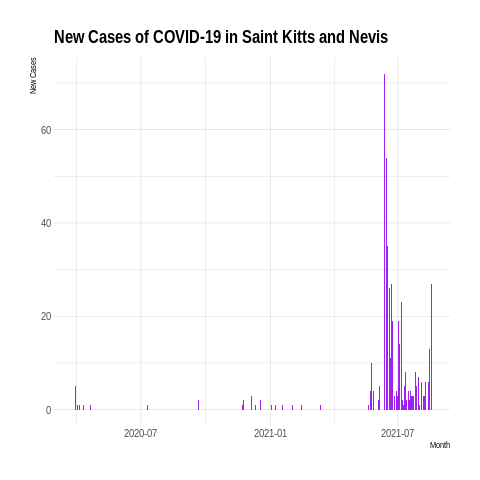 New Cases of COVID-19 in Saint Kitts and Nevis
New Cases
60
40
20
0
2020-07
2021-01
2021-07
Month